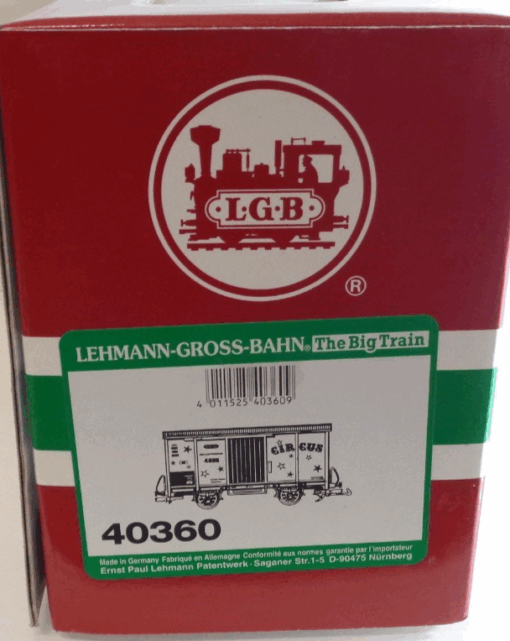 L·G·B
®
LEHMANN-GROSS-BAHN® The Big Train
4 011525 403609
CIRCUS
40360
Made in Germany Fabriqué en Allemagne Conformité aux normes garantie par l'importateur
Ernst Paul Lehmann Patentwerk · Saganer Str. 1-5 D-90475 Nürnberg